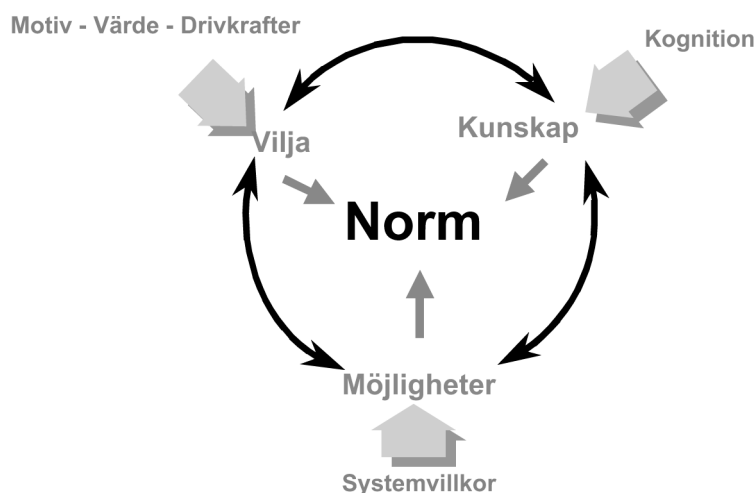 Motiv - Värde - Drivkrafter
Kognition
Vilja
Kunskap
Norm
Möjligheter
Systemvillkor